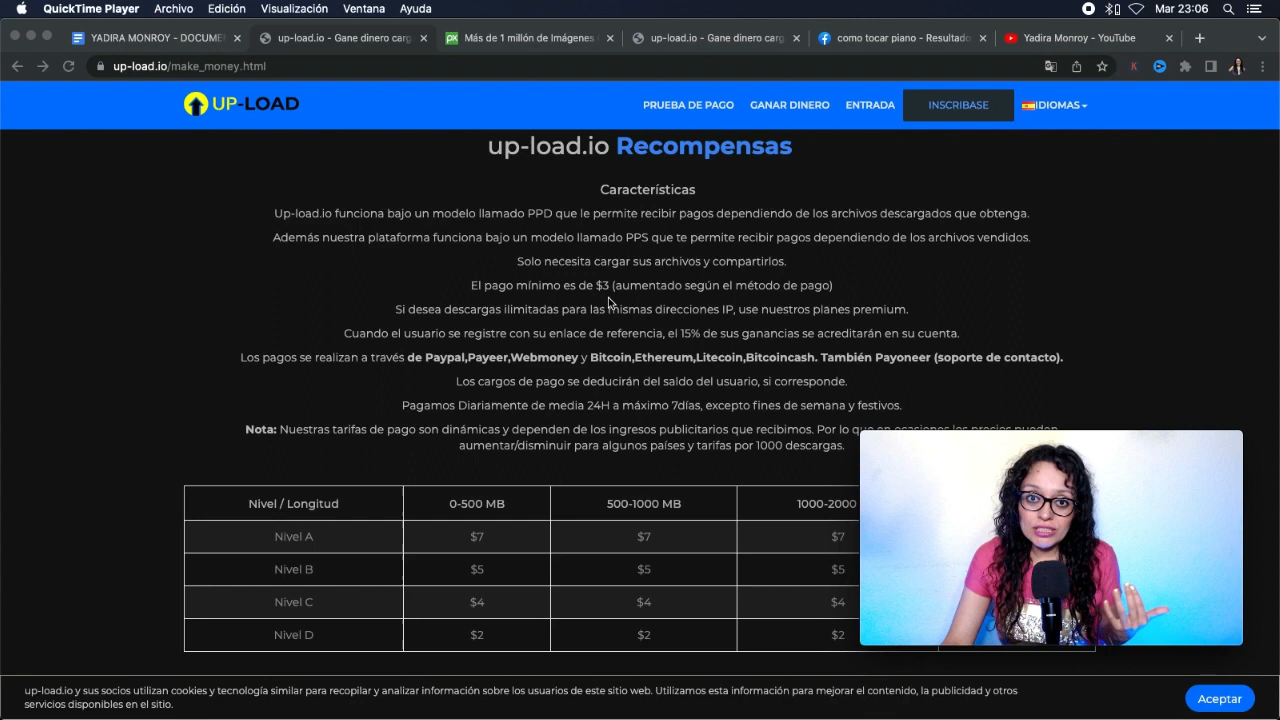 QuickTime Player Archivo Edición Visualización Ventana Ayuda Mar 23:06
YADIRA MONROY - DOCUME
up-load.io - Gane dinero carg
Más de 1 millón de Imágenes
up-load.io - Gane dinero carg
como tocar piano - Resultado
Yadira Monroy - YouTube
up-load.io/make_money.html
UP-LOAD
PRUEBA DE PAGO GANAR DINERO ENTRADA INSCRIBASE IDIOMAS
up-load.io Recompensas
Características
Up-load.io funciona bajo un modelo llamado PPD que le permite recibir pagos dependiendo de los archivos descargados que obtenga.
Además nuestra plataforma funciona bajo un modelo llamado PPS que te permite recibir pagos dependiendo de los archivos vendidos.
Solo necesita cargar sus archivos y compartirlos.
El pago mínimo es de $3 (aumentado según el método de pago)
Si desea descargas ilimitadas para las mismas direcciones IP, use nuestros planes premium.
Cuando el usuario se registre con su enlace de referencia, el 15% de sus ganancias se acreditarán en su cuenta.
Los pagos se realizan a través de Paypal,Payeer,Webmoney y Bitcoin,Ethereum,Litecoin,Bitcoincash. También Payoneer (soporte de contacto).
Los cargos de pago se deducirán del saldo del usuario, si corresponde.
Pagamos Diariamente de media 24H a máximo 7días, excepto fines de semana y festivos.
Nota: Nuestras tarifas de pago son dinámicas y dependen de los ingresos publicitarios que recibimos. Por lo que en ocasiones los precios pueden
aumentar/disminuir para algunos países y tarifas por 1000 descargas.
Nivel / Longitud 0-500 MB 500-1000 MB 1000-2000
Nivel A $7 $7 $7
Nivel B $5 $5 $5
Nivel C $4 $4 $4
Nivel D $2 $2 $2
up-load.io y sus socios utilizan cookies y tecnología similar para recopilar y analizar información sobre los usuarios de este sitio web. Utilizamos esta información para mejorar el contenido, la publicidad y otros
servicios disponibles en el sitio.
Aceptar